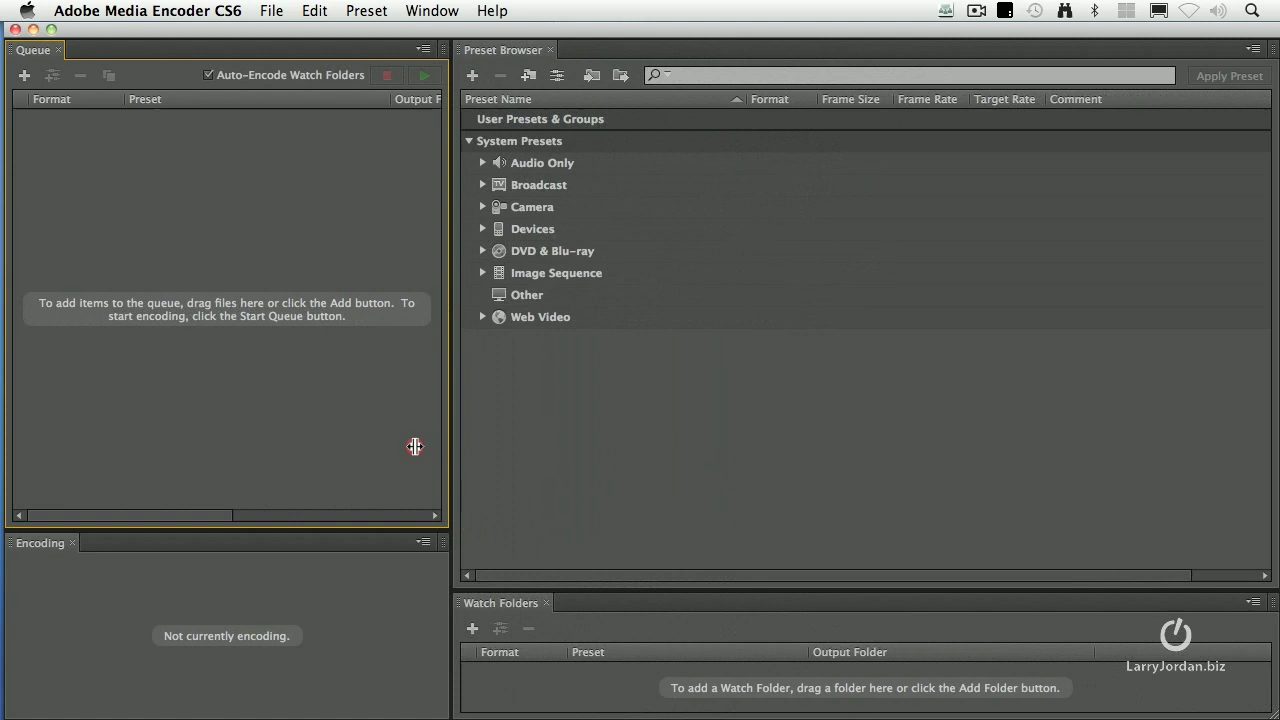 Adobe Media Encoder CS6 File Edit Preset Window Help
Queue
Auto-Encode Watch Folders
Format Preset Output F
To add items to the queue, drag files here or click the Add button. To
start encoding, click the Start Queue button.
Encoding
Not currently encoding.
Preset Browser
Apply Preset
Preset Name Format Frame Size Frame Rate Target Rate Comment
User Presets & Groups
System Presets
Audio Only
TV Broadcast
Camera
Devices
DVD & Blu-ray
Image Sequence
Other
Web Video
Watch Folders
Format Preset Output Folder
To add a Watch Folder, drag a folder here or click the Add Folder button.
LarryJordan.biz